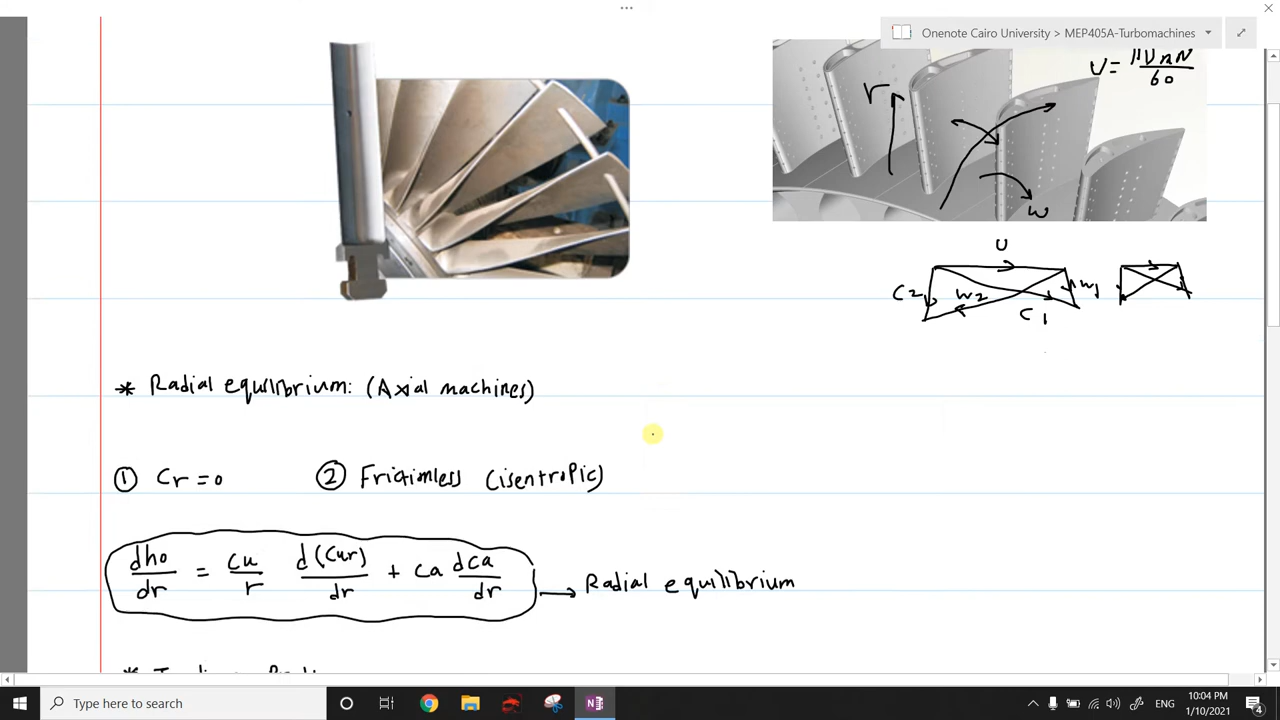 Onenote Cairo University > MEP405A-Turbomachines
U = πDmN / 60
r
w
U
C2 W2 C1 W1
* Radial equilibrium: (Axial machines)
① Cr = 0 ② Frictionless (isentropic)
dho/dr = Cu/r d(Cur)/dr + Ca dCa/dr → Radial equilibrium
Type here to search
ENG
10:04 PM
1/10/2021
4